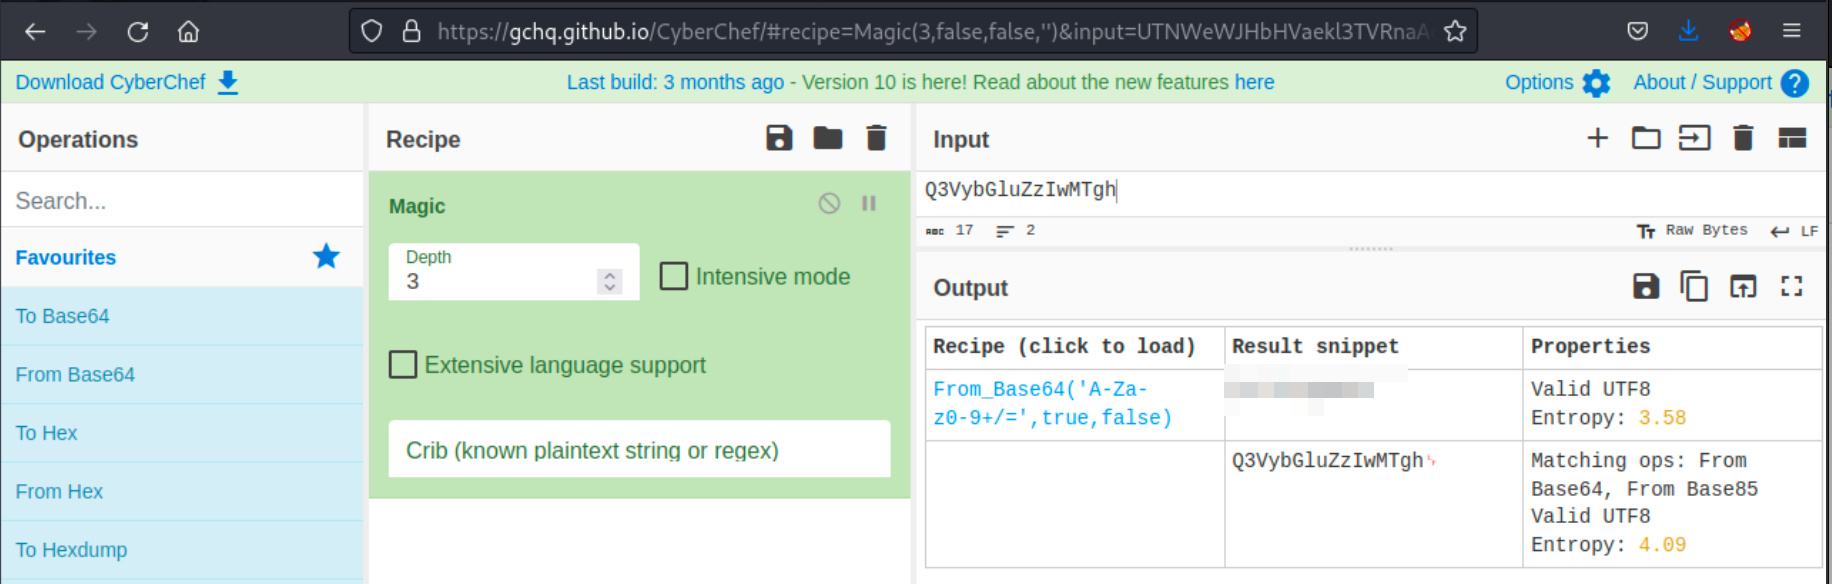 https://gchq.github.io/CyberChef/#recipe=Magic(3,false,false,'')&input=UTNWeWJHbHVaekl3TVRnaA
Download CyberChef
Last build: 3 months ago - Version 10 is here! Read about the new features here
Options
About / Support
Operations
Recipe
Input
Search...
Magic
Q3VybGluZzIwMTgh
ABC 17
2
Raw Bytes
LF
Favourites
Depth
3
Intensive mode
Output
To Base64
Recipe (click to load)
Result snippet
Properties
From Base64
Extensive language support
From_Base64('A-Za-
z0-9+/=',true,false)
Valid UTF8
Entropy: 3.58
To Hex
Crib (known plaintext string or regex)
Q3VybGluZzIwMTgh
Matching ops: From
Base64, From Base85
Valid UTF8
Entropy: 4.09
From Hex
To Hexdump